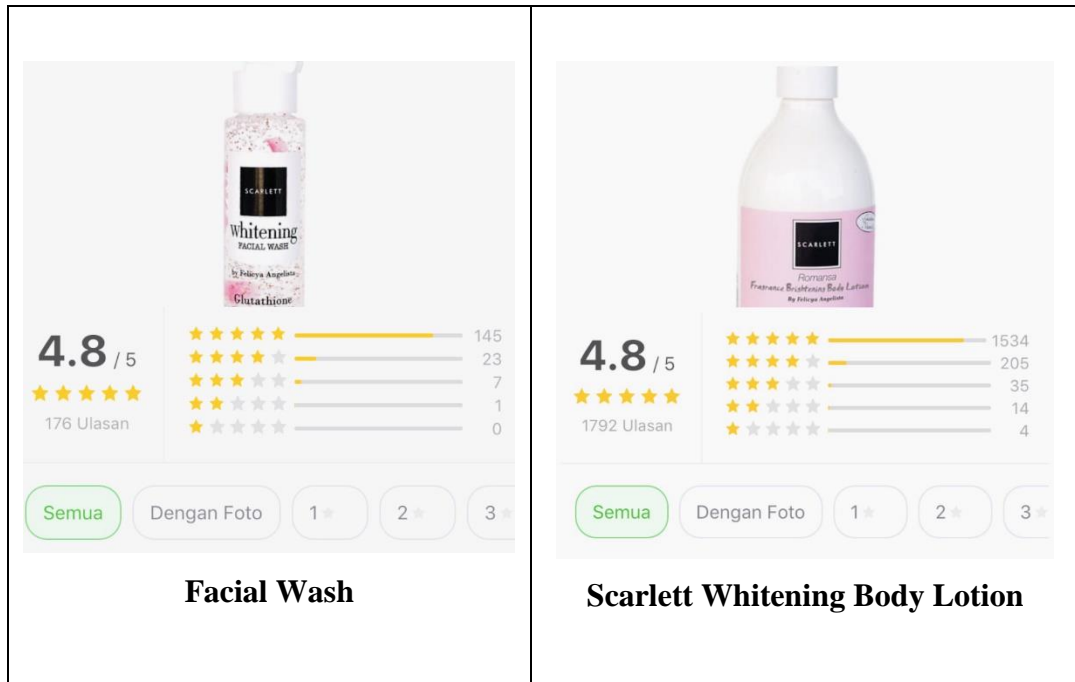 SCARLETT
Whitening
FACIAL WASH
by Felicya Angelista
Glutathione
4.8 / 5
176 Ulasan
145
23
7
1
0
Semua
Dengan Foto
1
2
3
Facial Wash
SCARLETT
Romansa
Fragrance Brightening Body Lotion
By Felicya Angelista
4.8 / 5
1792 Ulasan
1534
205
35
14
4
Semua
Dengan Foto
1
2
3
Scarlett Whitening Body Lotion